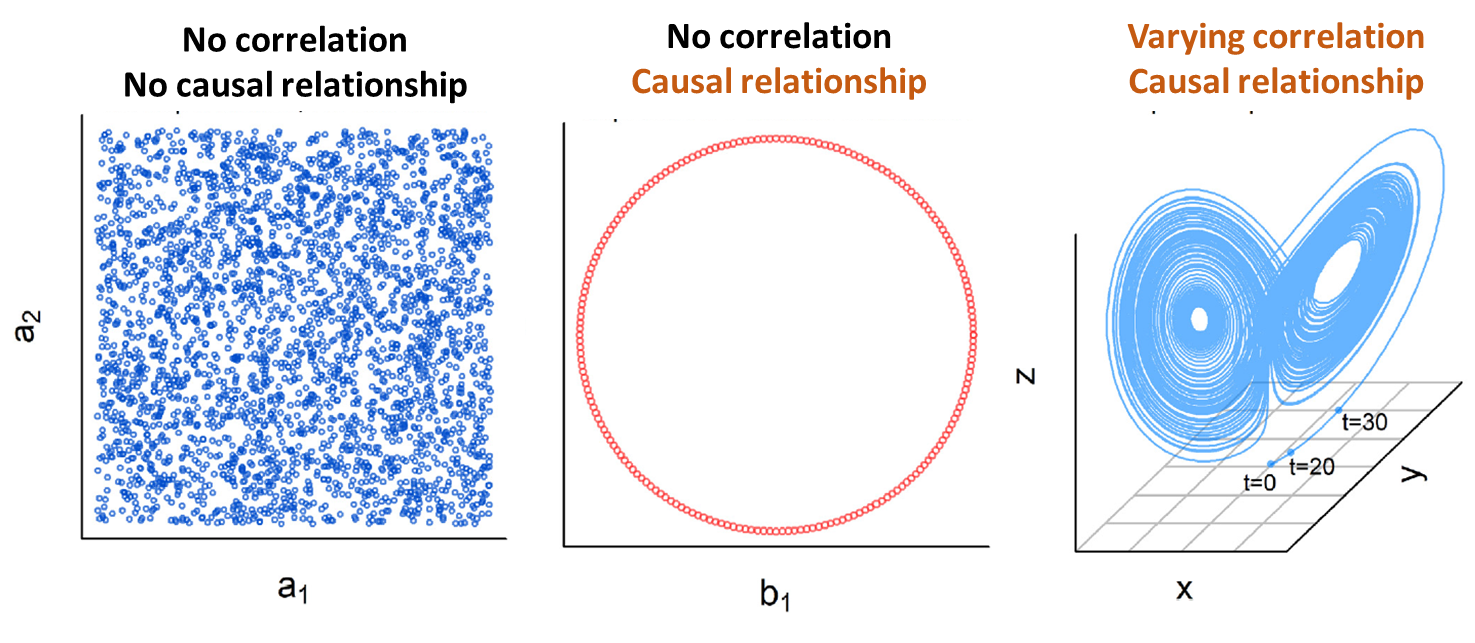 No correlation
No causal relationship
a₂
a₁
No correlation
Causal relationship
b₁
Varying correlation
Causal relationship
z
t=30
t=20
t=0
y
x